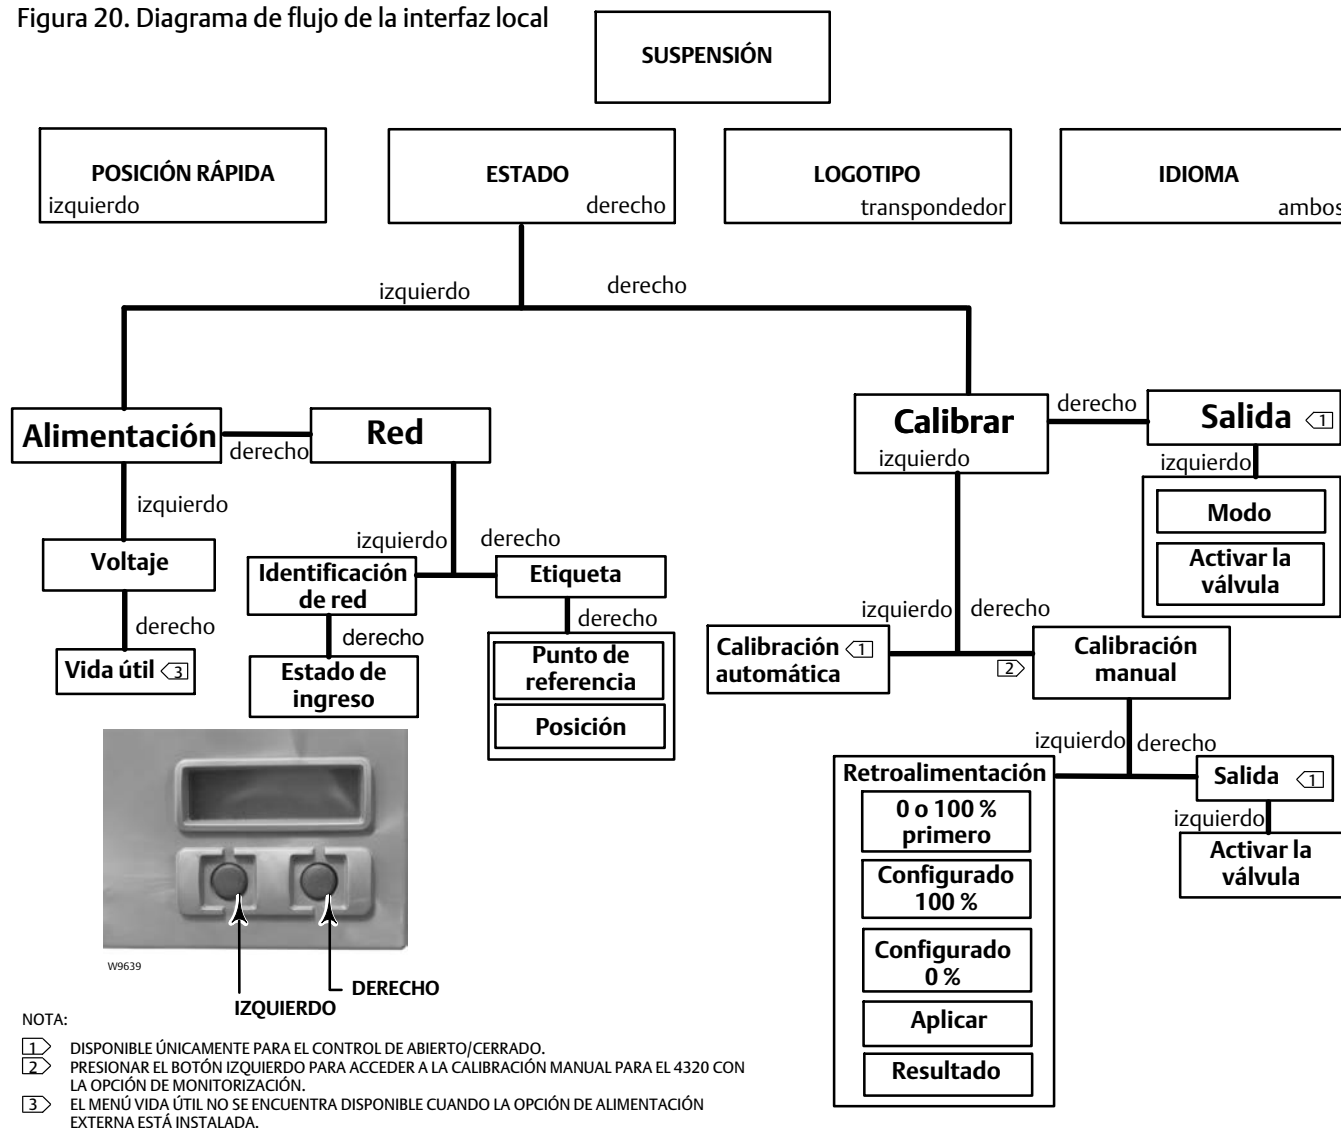 Figura 20. Diagrama de flujo de la interfaz local
SUSPENSIÓN
POSICIÓN RÁPIDA
izquierdo
ESTADO
derecho
LOGOTIPO
transpondedor
IDIOMA
ambos
izquierdo
derecho
Alimentación
derecho
Red
Calibrar
izquierdo
derecho
Salida 1
izquierdo
Modo
Activar la
válvula
izquierdo
Voltaje
derecho
Vida útil 3
izquierdo
derecho
Identificación
de red
derecho
Estado de
ingreso
Etiqueta
derecho
Punto de
referencia
Posición
izquierdo
derecho
Calibración 1
automática
2
Calibración
manual
izquierdo
derecho
Retroalimentación
0 o 100 %
primero
Configurado
100 %
Configurado
0 %
Aplicar
Resultado
Salida 1
izquierdo
Activar la
válvula
W9639
IZQUIERDO
DERECHO
NOTA:
1 DISPONIBLE ÚNICAMENTE PARA EL CONTROL DE ABIERTO/CERRADO.
2 PRESIONAR EL BOTÓN IZQUIERDO PARA ACCEDER A LA CALIBRACIÓN MANUAL PARA EL 4320 CON
LA OPCIÓN DE MONITORIZACIÓN.
3 EL MENÚ VIDA ÚTIL NO SE ENCUENTRA DISPONIBLE CUANDO LA OPCIÓN DE ALIMENTACIÓN
EXTERNA ESTÁ INSTALADA.